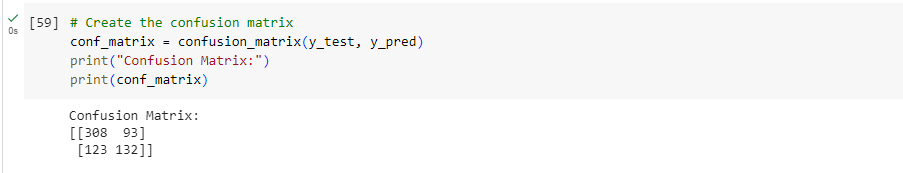 [59] # Create the confusion matrix
0s
conf_matrix = confusion_matrix(y_test, y_pred)
print("Confusion Matrix:")
print(conf_matrix)
Confusion Matrix:
[[308  93]
 [123 132]]